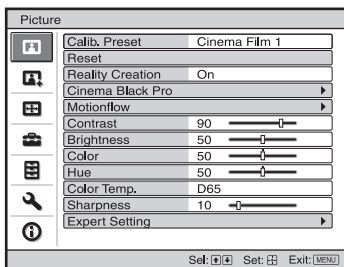 Picture
Calib. Preset Cinema Film 1
Reset
Reality Creation On
Cinema Black Pro
Motionflow
Contrast 90
Brightness 50
Color 50
Hue 50
Color Temp. D65
Sharpness 10
Expert Setting
Sel: Set: Exit: MENU